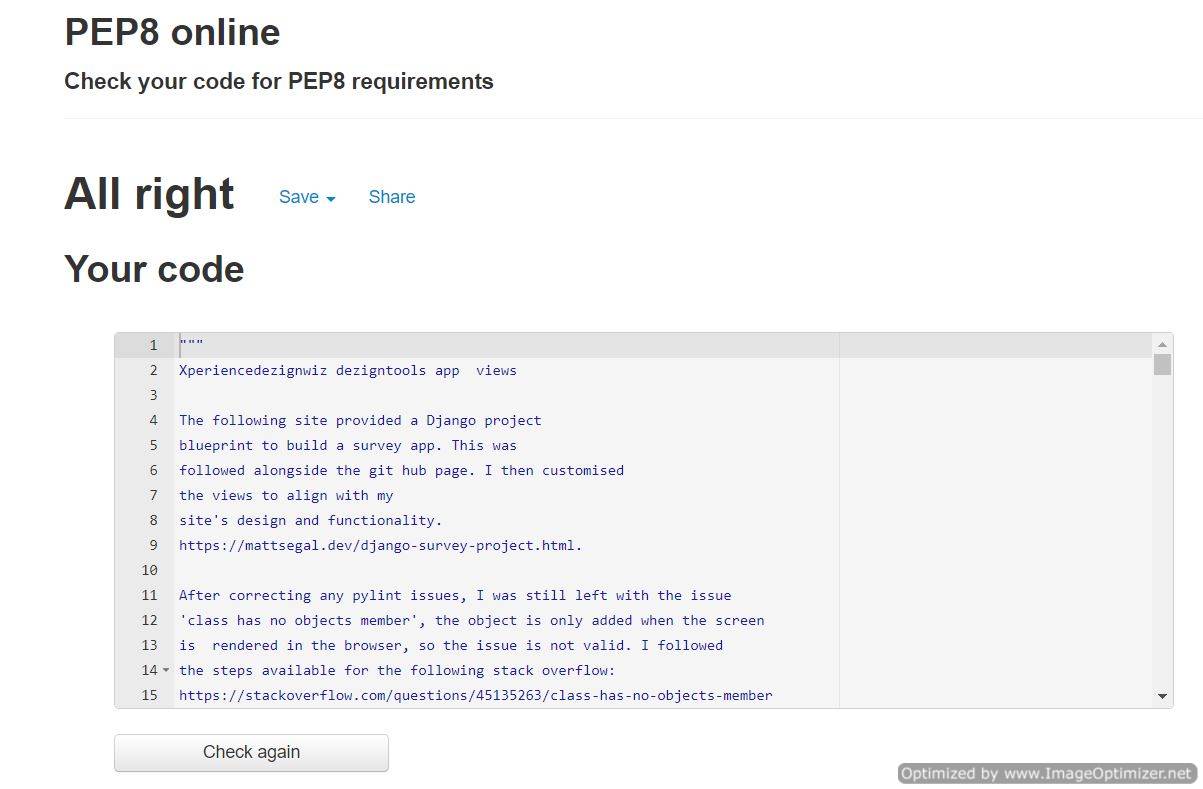 PEP8 online
Check your code for PEP8 requirements
All right Save Share
Your code
1 """
2 Xperiencedezignwiz dezigntools app  views
3
4 The following site provided a Django project
5 blueprint to build a survey app. This was
6 followed alongside the git hub page. I then customised
7 the views to align with my
8 site's design and functionality.
9 https://mattsegal.dev/django-survey-project.html.
10
11 After correcting any pylint issues, I was still left with the issue
12 'class has no objects member', the object is only added when the screen
13 is  rendered in the browser, so the issue is not valid. I followed
14 the steps available for the following stack overflow:
15 https://stackoverflow.com/questions/45135263/class-has-no-objects-member
Check again
Optimized by www.ImageOptimizer.net